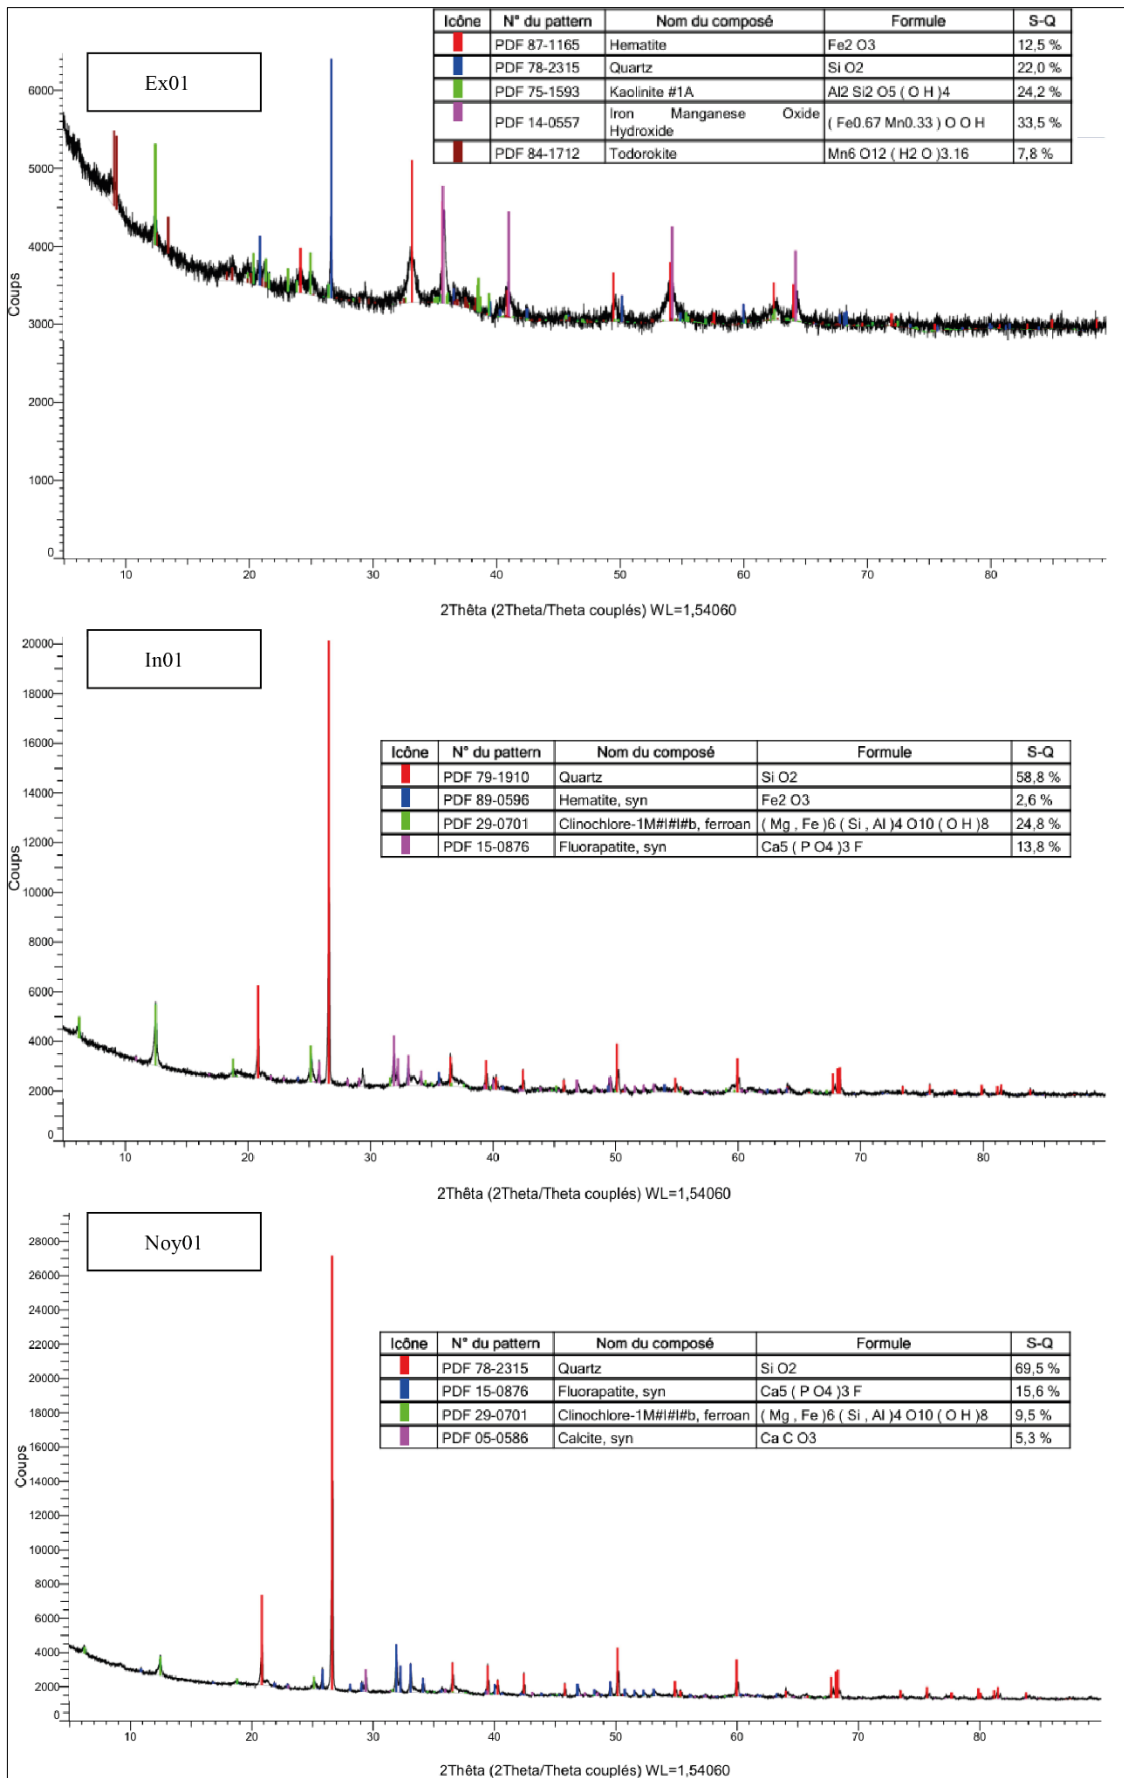 Ex01
Icône N° du pattern Nom du composé Formule S-Q
PDF 87-1165 Hematite Fe2 O3 12,5 %
PDF 78-2315 Quartz Si O2 22,0 %
PDF 75-1593 Kaolinite #1A Al2 Si2 O5 ( O H )4 24,2 %
PDF 14-0557 Iron Manganese Oxide Hydroxide ( Fe0.67 Mn0.33 ) O O H 33,5 %
PDF 84-1712 Todorokite Mn6 O12 ( H2 O )3.16 7,8 %
Coups
6000
5000
4000
3000
2000
1000
0
10 20 30 40 50 60 70 80
2Thêta (2Theta/Theta couplés) WL=1,54060
In01
Icône N° du pattern Nom du composé Formule S-Q
PDF 79-1910 Quartz Si O2 58,8 %
PDF 89-0596 Hematite, syn Fe2 O3 2,6 %
PDF 29-0701 Clinochlore-1M#I#I#b, ferroan ( Mg , Fe )6 ( Si , Al )4 O10 ( O H )8 24,8 %
PDF 15-0876 Fluorapatite, syn Ca5 ( P O4 )3 F 13,8 %
Coups
20000
18000
16000
14000
12000
10000
8000
6000
4000
2000
0
10 20 30 40 50 60 70 80
2Thêta (2Theta/Theta couplés) WL=1,54060
Noy01
Icône N° du pattern Nom du composé Formule S-Q
PDF 78-2315 Quartz Si O2 69,5 %
PDF 15-0876 Fluorapatite, syn Ca5 ( P O4 )3 F 15,6 %
PDF 29-0701 Clinochlore-1M#I#I#b, ferroan ( Mg , Fe )6 ( Si , Al )4 O10 ( O H )8 9,5 %
PDF 05-0586 Calcite, syn Ca C O3 5,3 %
Coups
28000
26000
24000
22000
20000
18000
16000
14000
12000
10000
8000
6000
4000
2000
0
10 20 30 40 50 60 70 80
2Thêta (2Theta/Theta couplés) WL=1,54060